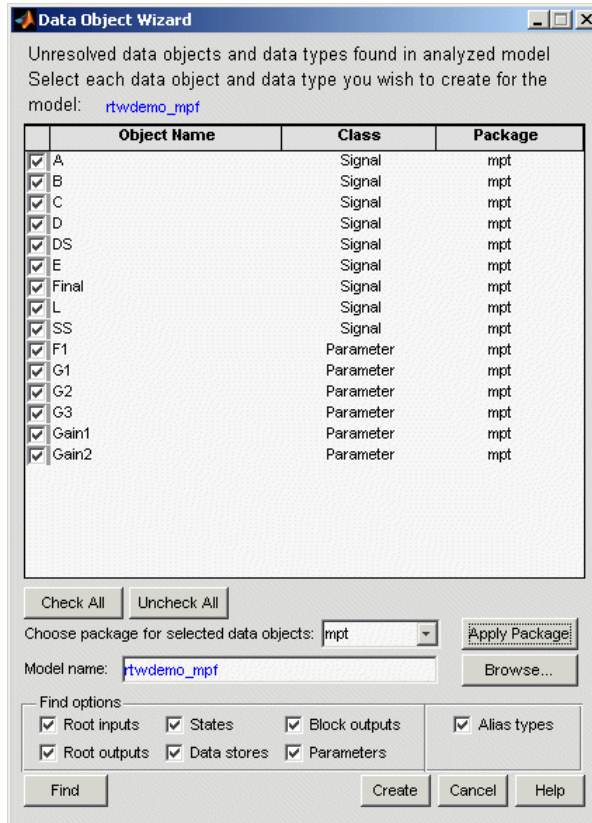 Data Object Wizard
Unresolved data objects and data types found in analyzed model
Select each data object and data type you wish to create for the
model: rtwdemo_mpf
Object Name Class Package
A Signal mpt
B Signal mpt
C Signal mpt
D Signal mpt
DS Signal mpt
E Signal mpt
Final Signal mpt
L Signal mpt
SS Signal mpt
F1 Parameter mpt
G1 Parameter mpt
G2 Parameter mpt
G3 Parameter mpt
Gain1 Parameter mpt
Gain2 Parameter mpt
Check All Uncheck All
Choose package for selected data objects: mpt Apply Package
Model name: rtwdemo_mpf Browse...
Find options
Root inputs States Block outputs Alias types
Root outputs Data stores Parameters
Find Create Cancel Help